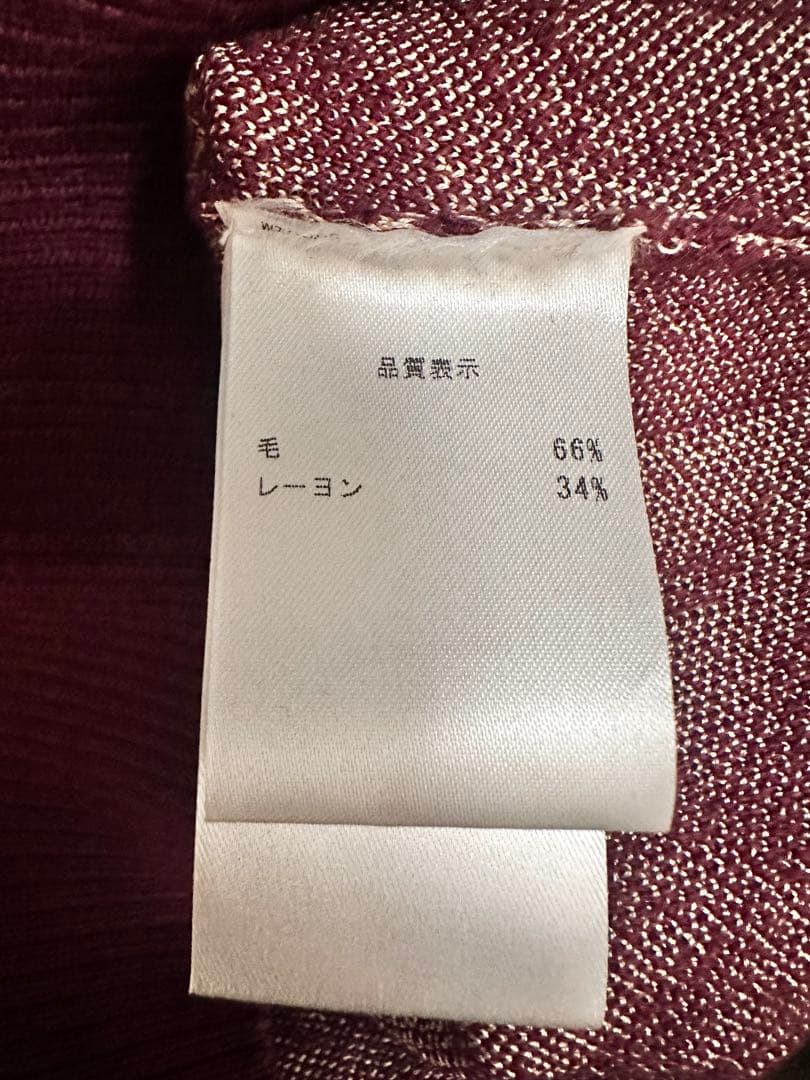 品質表示
毛 66%
レーヨン 34%